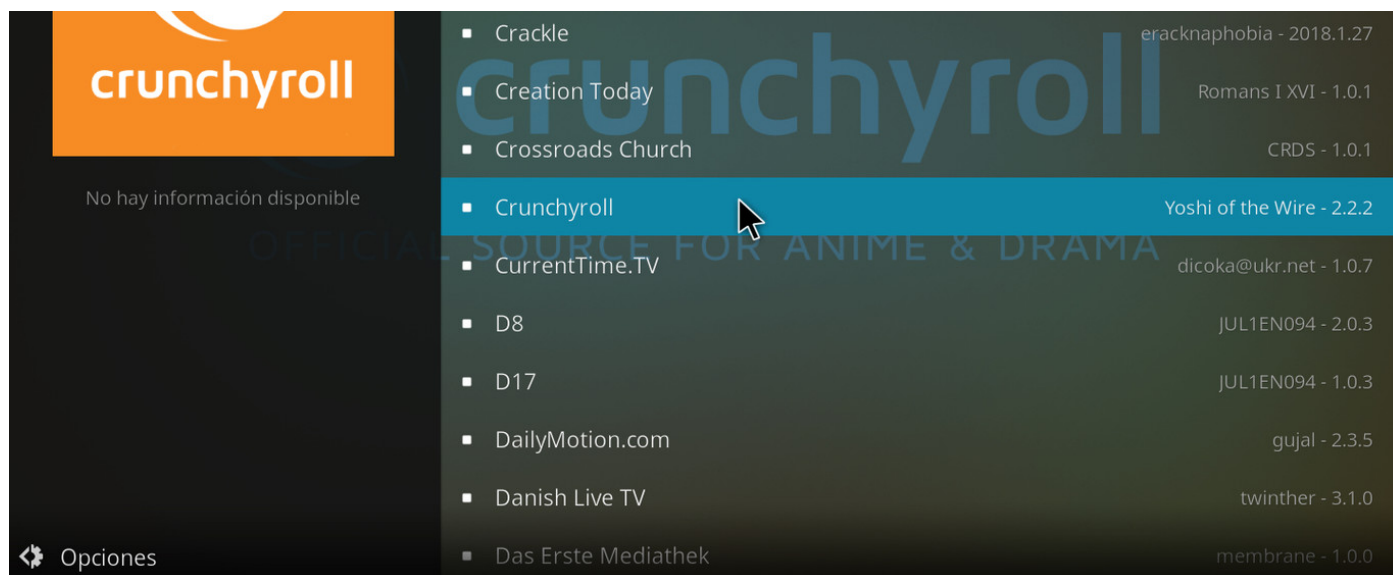 crunchyroll
No hay información disponible
Opciones
crunchyroll
OFFICIAL SOURCE FOR ANIME & DRAMA
Crackle eracknaphobia - 2018.1.27
Creation Today Romans I XVI - 1.0.1
Crossroads Church CRDS - 1.0.1
Crunchyroll Yoshi of the Wire - 2.2.2
CurrentTime.TV dicoka@ukr.net - 1.0.7
D8 JUL1EN094 - 2.0.3
D17 JUL1EN094 - 1.0.3
DailyMotion.com gujal - 2.3.5
Danish Live TV twinther - 3.1.0
Das Erste Mediathek membrane - 1.0.0